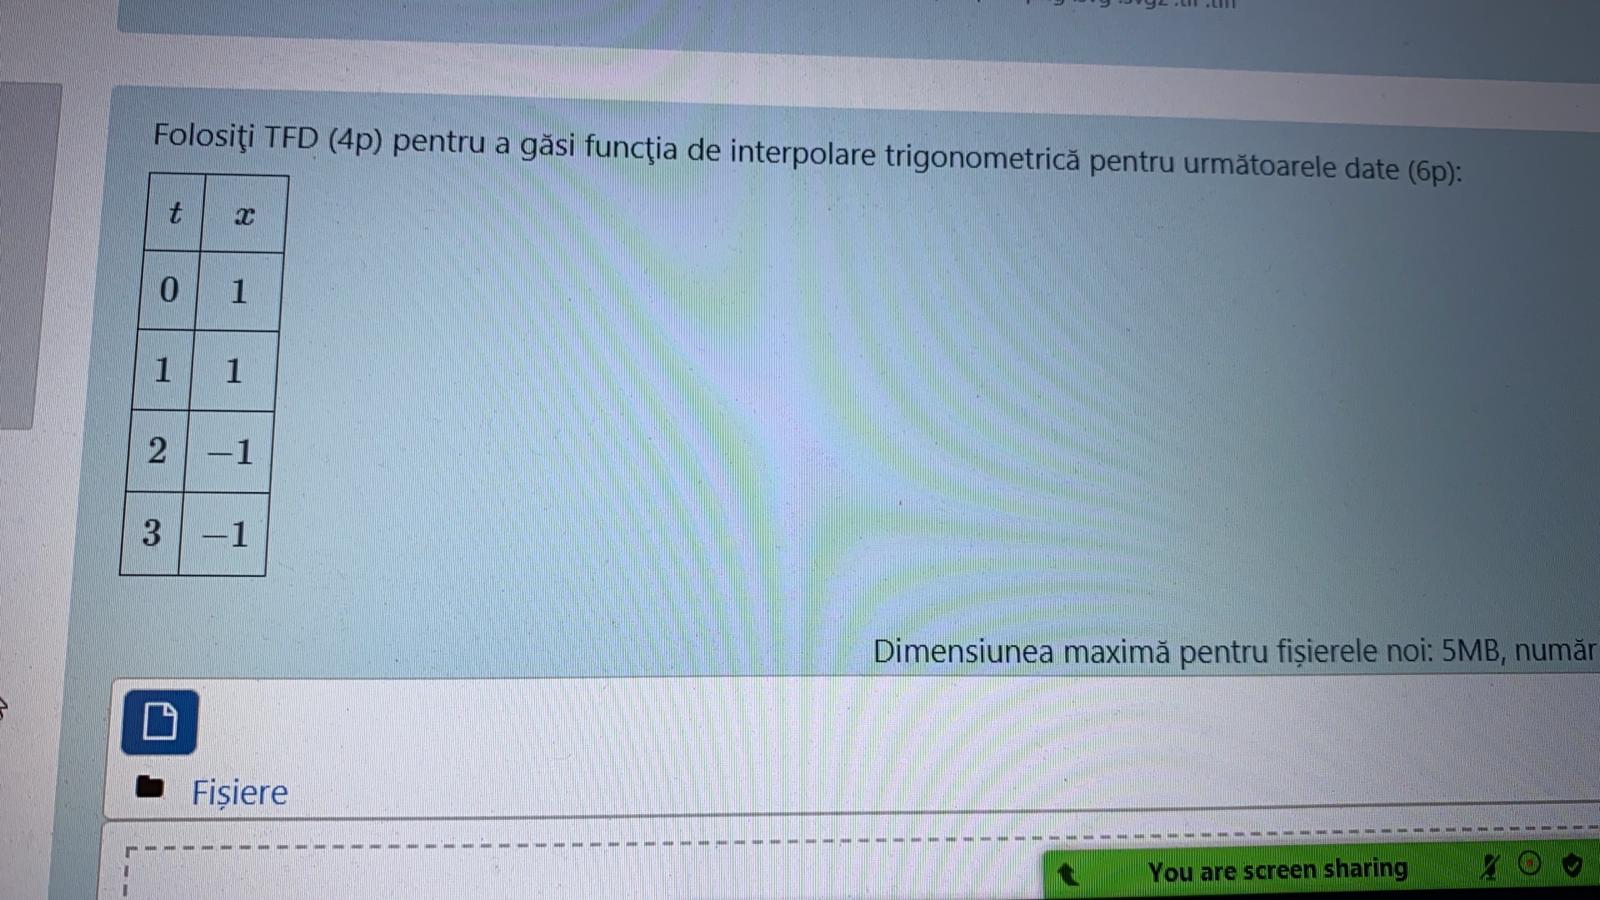 Folosiţi TFD (4p) pentru a găsi funcţia de interpolare trigonometrică pentru următoarele date (6p):
t x
0 1
1 1
2 −1
3 −1
Dimensiunea maximă pentru fișierele noi: 5MB, număr
Fișiere
You are screen sharing